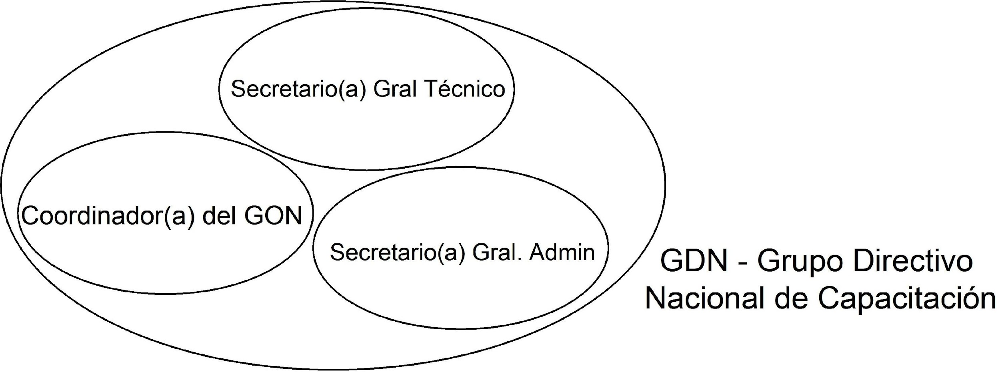 Secretario(a) Gral Técnico
Coordinador(a) del GON
Secretario(a) Gral. Admin
GDN - Grupo Directivo
Nacional de Capacitación